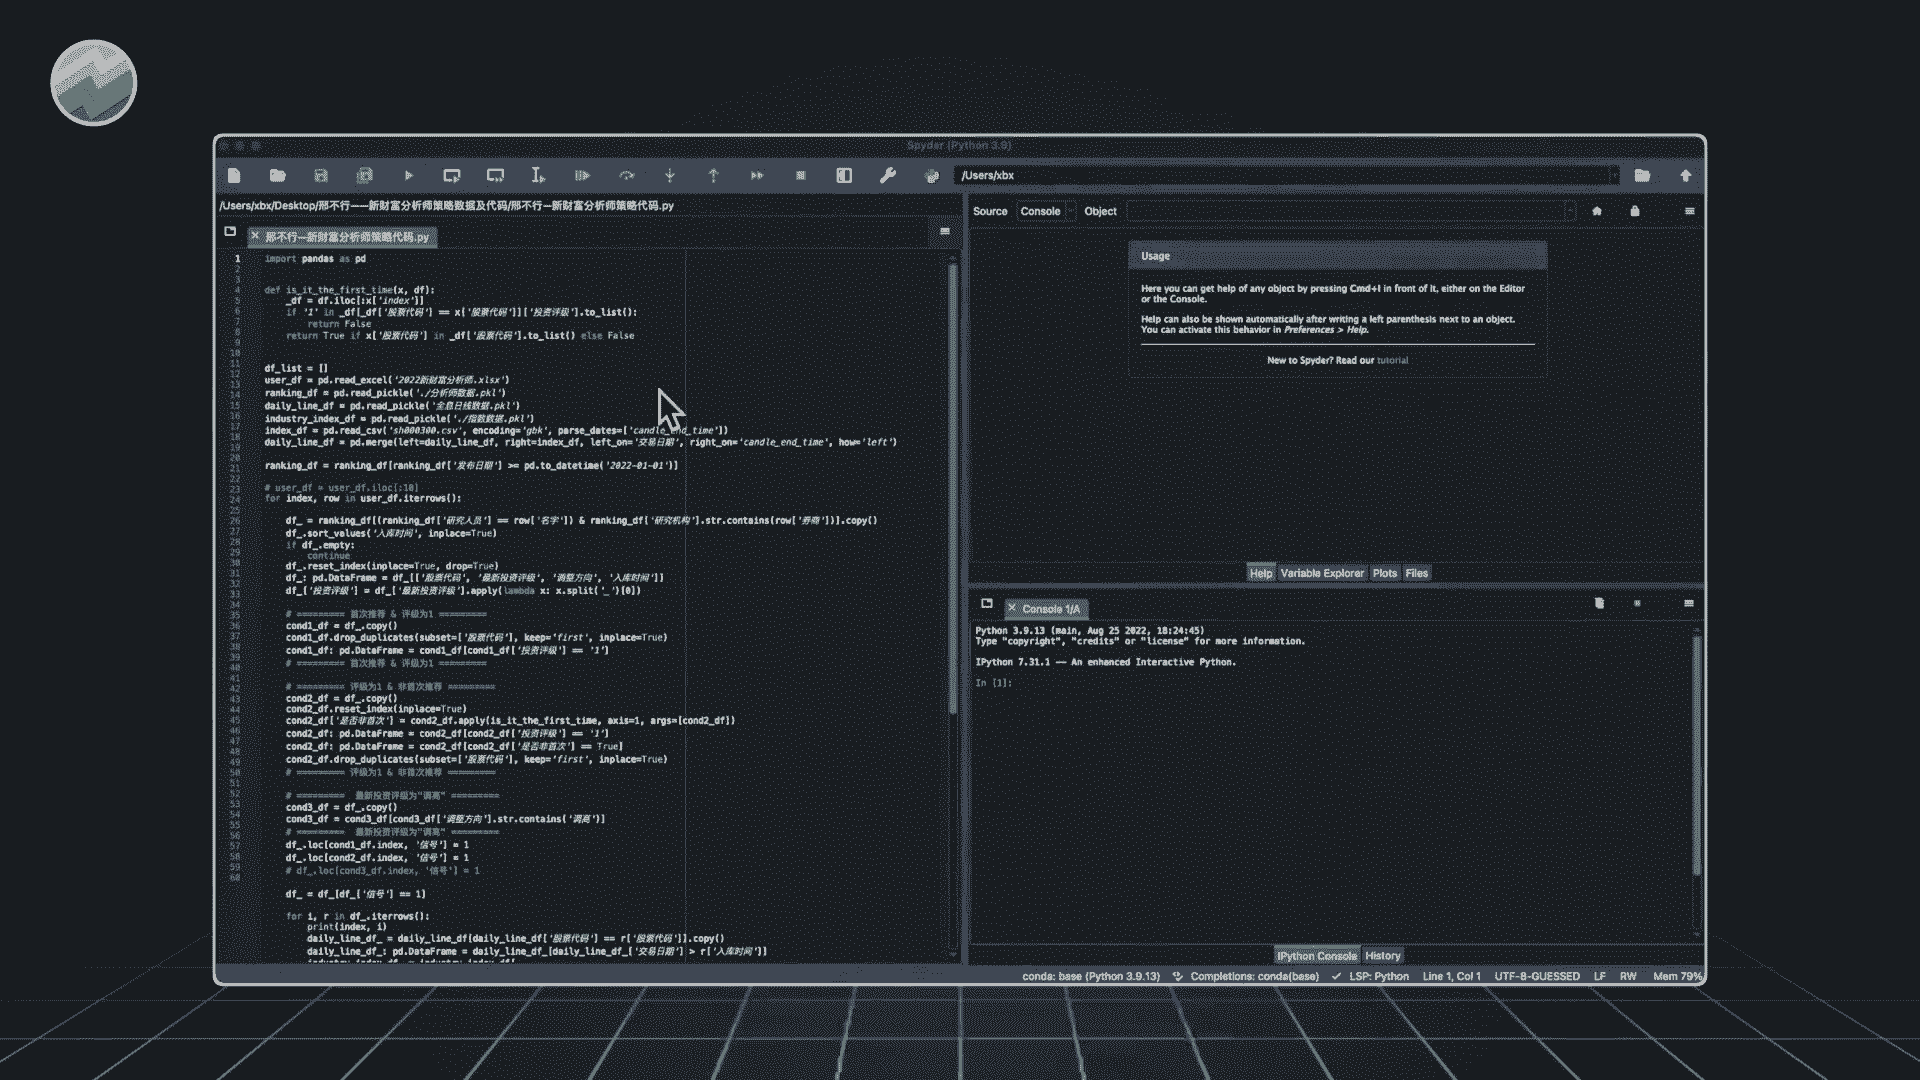 Spyder (Python 3.9)
/Users/xbx
/Users/xbx/Desktop/邢不行——新财富分析师策略数据及代码/邢不行—新财富分析师策略代码.py
邢不行—新财富分析师策略代码.py
import pandas as pd
def is_it_the_first_time(x, df):
_df = df.iloc[:x['index']]
if '1' in _df[_df['股票代码'] == x['股票代码']]['投资评级'].to_list():
return False
return True if x['股票代码'] in _df['股票代码'].to_list() else False
df_list = []
user_df = pd.read_excel('2022新财富分析师.xlsx')
ranking_df = pd.read_pickle('./分析师数据.pkl')
daily_line_df = pd.read_pickle('全息日线数据.pkl')
industry_index_df = pd.read_pickle('./指数数据.pkl')
index_df = pd.read_csv('sh000300.csv', encoding='gbk', parse_dates=['candle_end_time'])
daily_line_df = pd.merge(left=daily_line_df, right=index_df, left_on='交易日期', right_on='candle_end_time', how='left')
ranking_df = ranking_df[ranking_df['发布日期'] >= pd.to_datetime('2022-01-01')]
# user_df = user_df.iloc[:10]
for index, row in user_df.iterrows():
df_ = ranking_df[(ranking_df['研究人员'] == row['名字']) & ranking_df['研究机构'].str.contains(row['券商'])].copy()
df_.sort_values('入库时间', inplace=True)
if df_.empty:
continue
df_.reset_index(inplace=True, drop=True)
df_: pd.DataFrame = df_[['股票代码', '最新投资评级', '调整方向', '入库时间']]
df_['投资评级'] = df_['最新投资评级'].apply(lambda x: x.split('_')[0])
# ========= 首次推荐 & 评级为1 =========
cond1_df = df_.copy()
cond1_df.drop_duplicates(subset=['股票代码'], keep='first', inplace=True)
cond1_df: pd.DataFrame = cond1_df[cond1_df['投资评级'] == '1']
# ========= 首次推荐 & 评级为1 =========
# ========= 评级为1 & 非首次推荐 =========
cond2_df = df_.copy()
cond2_df.reset_index(inplace=True)
cond2_df['是否非首次'] = cond2_df.apply(is_it_the_first_time, axis=1, args=[cond2_df])
cond2_df: pd.DataFrame = cond2_df[cond2_df['投资评级'] == '1']
cond2_df: pd.DataFrame = cond2_df[cond2_df['是否非首次'] == True]
cond2_df.drop_duplicates(subset=['股票代码'], keep='first', inplace=True)
# ========= 评级为1 & 非首次推荐 =========
# ========= 最新投资评级为"调高" =========
cond3_df = df_.copy()
cond3_df = cond3_df[cond3_df['调整方向'].str.contains('调高')]
# ========= 最新投资评级为"调高" =========
df_.loc[cond1_df.index, '信号'] = 1
df_.loc[cond2_df.index, '信号'] = 1
# df_.loc[cond3_df.index, '信号'] = 1
df_ = df_[df_['信号'] == 1]
for i, r in df_.iterrows():
print(index, i)
daily_line_df_ = daily_line_df[daily_line_df['股票代码'] == r['股票代码']].copy()
daily_line_df_: pd.DataFrame = daily_line_df_[daily_line_df_['交易日期'] > r['入库时间']]
Source Console Object
Usage
Here you can get help of any object by pressing Cmd+I in front of it, either on the Editor
or the Console.
Help can also be shown automatically after writing a left parenthesis next to an object.
You can activate this behavior in Preferences > Help.
New to Spyder? Read our tutorial
Help Variable Explorer Plots Files
Console 1/A
Python 3.9.13 (main, Aug 25 2022, 18:24:45)
Type "copyright", "credits" or "license" for more information.
IPython 7.31.1 -- An enhanced Interactive Python.
In [1]:
IPython Console History
conda: base (Python 3.9.13) Completions: conda(base) LSP: Python Line 1, Col 1 UTF-8-GUESSED LF RW Mem 79%